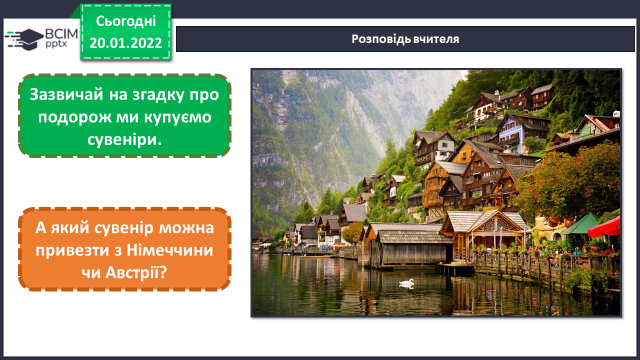 Сьогодні
20.01.2022
BCIM
pptx
Розповідь вчителя
Зазвичай на згадку про
подорож ми купуємо
сувеніри.
А який сувенір можна
привезти з Німеччини
чи Австрії?